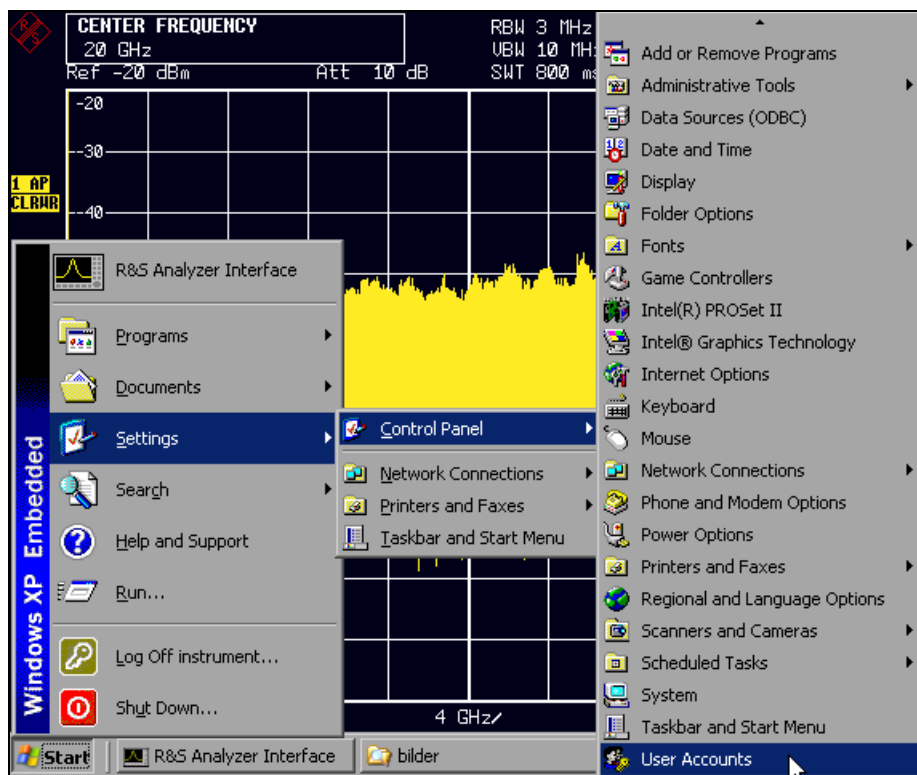 R&S
CENTER FREQUENCY
20 GHz
RBW 3 MHz
VBW 10 MH
Ref -20 dBm
Att 10 dB
SWT 800 ms
-20
-30
1 AP
CLRWR
-40
4 GHz/
Windows XP Embedded
R&S Analyzer Interface
Programs
Documents
Settings
Search
Help and Support
Run...
Log Off instrument...
Shut Down...
Control Panel
Network Connections
Printers and Faxes
Taskbar and Start Menu
Add or Remove Programs
Administrative Tools
Data Sources (ODBC)
Date and Time
Display
Folder Options
Fonts
Game Controllers
Intel(R) PROSet II
Intel® Graphics Technology
Internet Options
Keyboard
Mouse
Network Connections
Phone and Modem Options
Power Options
Printers and Faxes
Regional and Language Options
Scanners and Cameras
Scheduled Tasks
System
Taskbar and Start Menu
User Accounts
Start
R&S Analyzer Interface
bilder